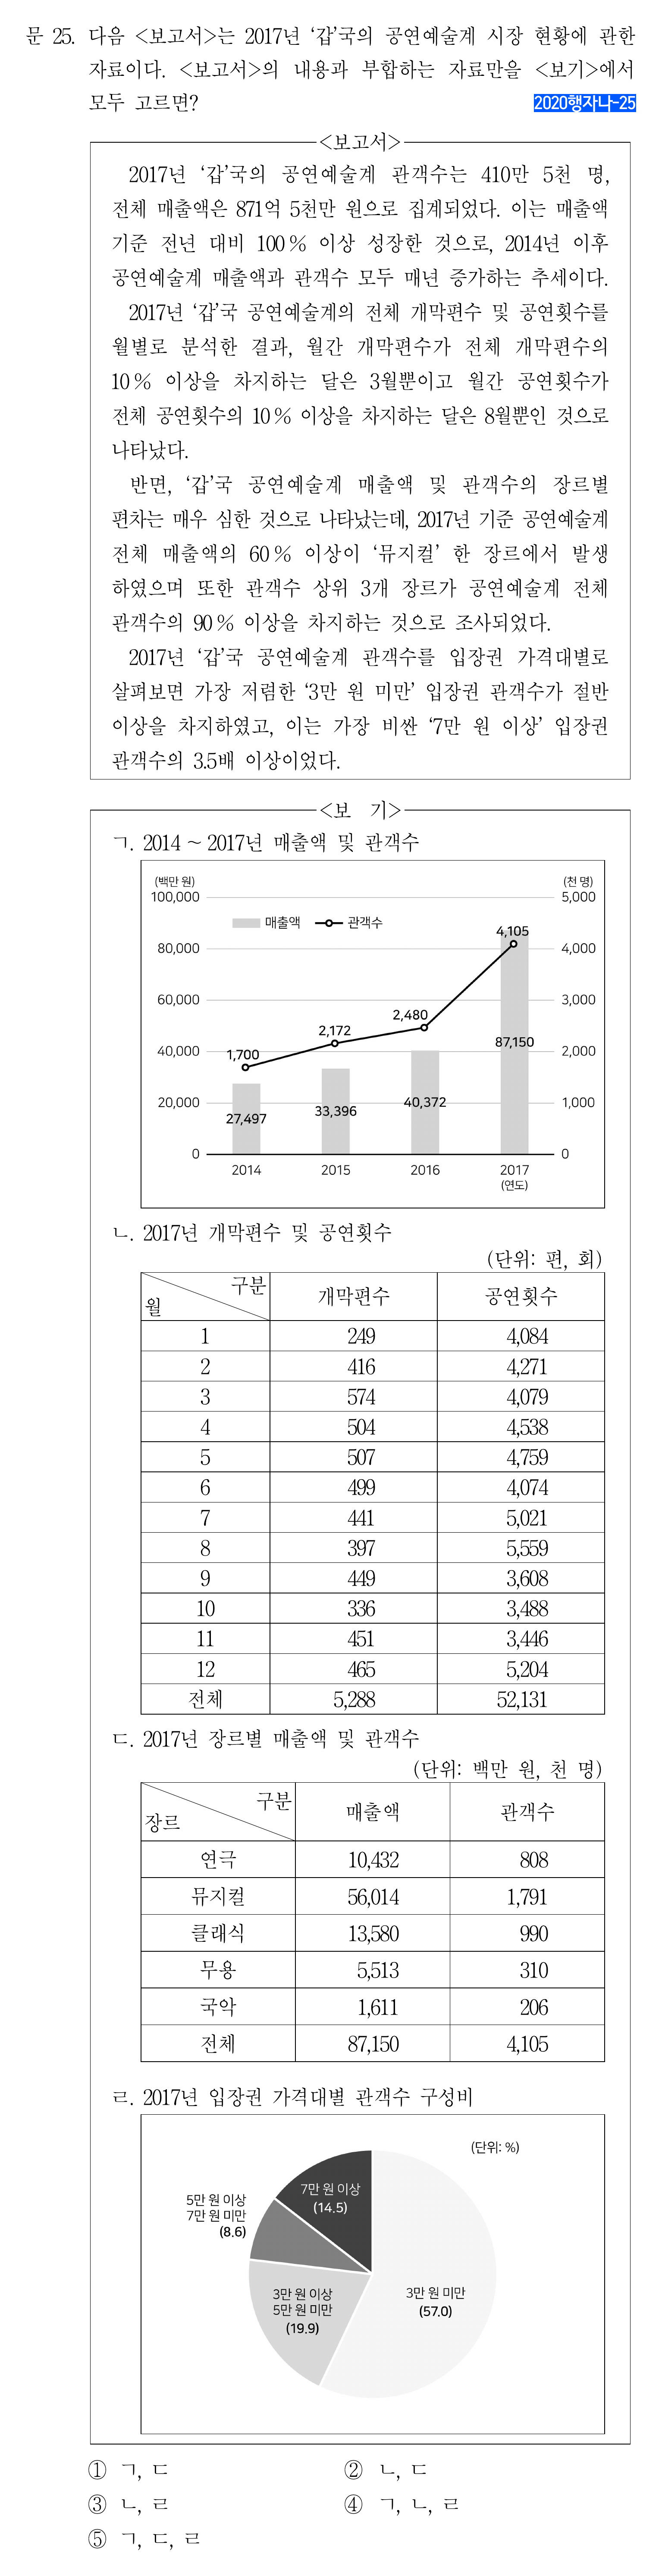 문 25. 다음 <보고서>는 2017년 ‘갑’국의 공연예술계 시장 현황에 관한
자료이다. <보고서>의 내용과 부합하는 자료만을 <보기>에서
모두 고르면?
2020행자나-25
<보고서>
2017년 ‘갑’국의 공연예술계 관객수는 410만 5천 명,
전체 매출액은 871억 5천만 원으로 집계되었다. 이는 매출액
기준 전년 대비 100 % 이상 성장한 것으로, 2014년 이후
공연예술계 매출액과 관객수 모두 매년 증가하는 추세이다.
2017년 ‘갑’국 공연예술계의 전체 개막편수 및 공연횟수를
월별로 분석한 결과, 월간 개막편수가 전체 개막편수의
10 % 이상을 차지하는 달은 3월뿐이고 월간 공연횟수가
전체 공연횟수의 10 % 이상을 차지하는 달은 8월뿐인 것으로
나타났다.
반면, ‘갑’국 공연예술계 매출액 및 관객수의 장르별
편차는 매우 심한 것으로 나타났는데, 2017년 기준 공연예술계
전체 매출액의 60 % 이상이 ‘뮤지컬’ 한 장르에서 발생
하였으며 또한 관객수 상위 3개 장르가 공연예술계 전체
관객수의 90 % 이상을 차지하는 것으로 조사되었다.
2017년 ‘갑’국 공연예술계 관객수를 입장권 가격대별로
살펴보면 가장 저렴한 ‘3만 원 미만’ 입장권 관객수가 절반
이상을 차지하였고, 이는 가장 비싼 ‘7만 원 이상’ 입장권
관객수의 3.5배 이상이었다.
<보 기>
ㄱ. 2014 ~ 2017년 매출액 및 관객수
(백만 원) (천 명)
100,000 5,000
매출액 관객수
4,105
80,000 4,000
60,000 3,000
2,480
2,172
87,150
1,700
40,000 2,000
40,372
20,000 1,000
33,396
27,497
0 0
2014 2015 2016 2017
(연도)
ㄴ. 2017년 개막편수 및 공연횟수
(단위: 편, 회)
구분
월 개막편수 공연횟수
1 249 4,084
2 416 4,271
3 574 4,079
4 504 4,538
5 507 4,759
6 499 4,074
7 441 5,021
8 397 5,559
9 449 3,608
10 336 3,488
11 451 3,446
12 465 5,204
전체 5,288 52,131
ㄷ. 2017년 장르별 매출액 및 관객수
(단위: 백만 원, 천 명)
구분
장르 매출액 관객수
연극 10,432 808
뮤지컬 56,014 1,791
클래식 13,580 990
무용 5,513 310
국악 1,611 206
전체 87,150 4,105
ㄹ. 2017년 입장권 가격대별 관객수 구성비
(단위: %)
7만 원 이상
(14.5)
5만 원 이상
7만 원 미만
(8.6)
3만 원 이상
5만 원 미만
(19.9)
3만 원 미만
(57.0)
① ㄱ, ㄷ ② ㄴ, ㄷ
③ ㄴ, ㄹ ④ ㄱ, ㄴ, ㄹ
⑤ ㄱ, ㄷ, ㄹ